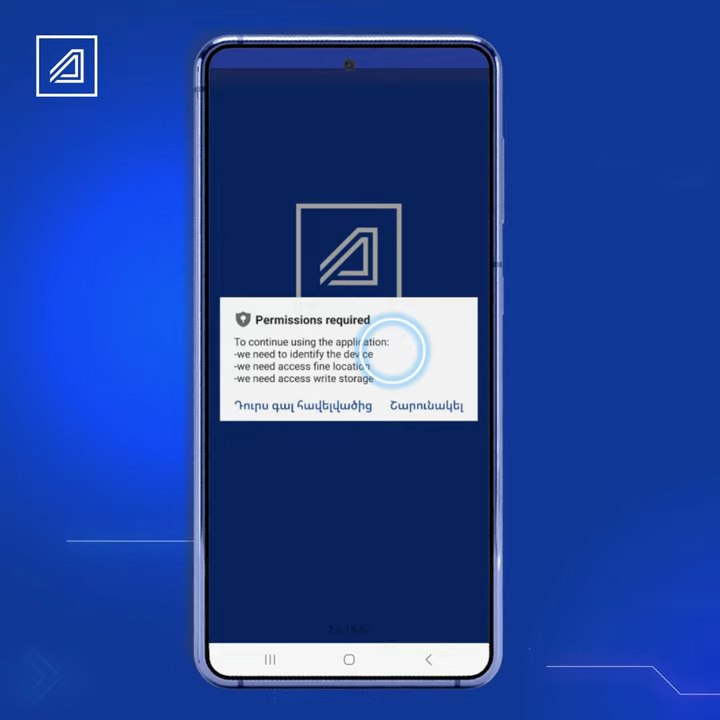 Permissions required
To continue using the application:
-we need to identify the device
-we need access fine location
-we need access write storage
Դուրս գալ հավելվածից Շարունակել